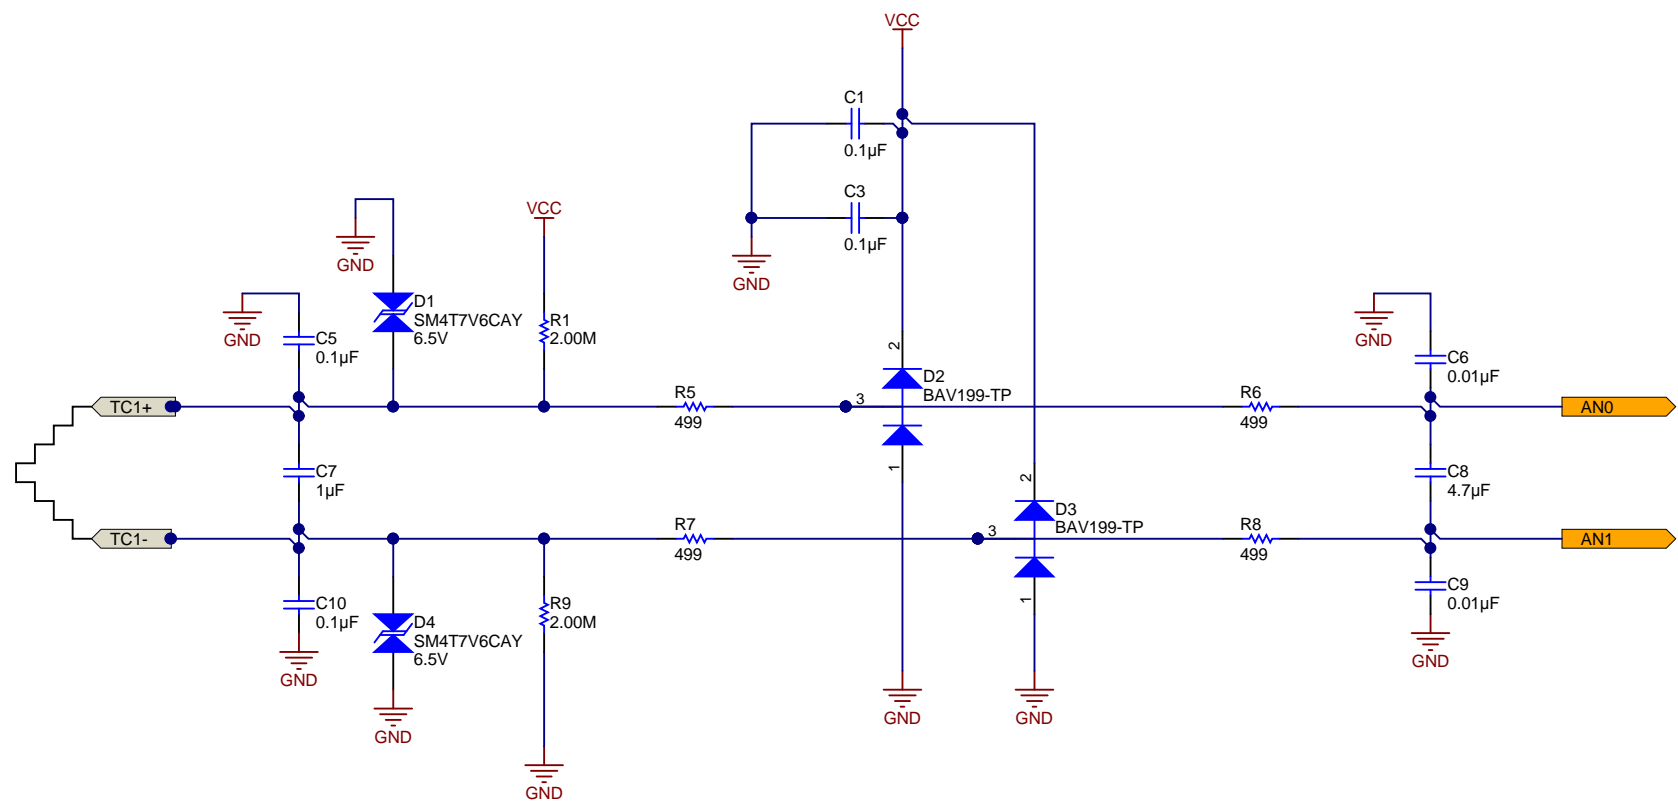 VCC
C1
0.1µF
C3
0.1µF
GND
VCC
GND
D1
SM4T7V6CAY
6.5V
R1
2.00M
GND
C5
0.1µF
GND
C6
0.01µF
2
D2
BAV199-TP
3
1
TC1+
R5
499
R6
499
AN0
C7
1µF
C8
4.7µF
2
D3
BAV199-TP
3
1
TC1-
R7
499
R8
499
AN1
C10
0.1µF
GND
D4
SM4T7V6CAY
6.5V
GND
R9
2.00M
GND
C9
0.01µF
GND
GND
GND